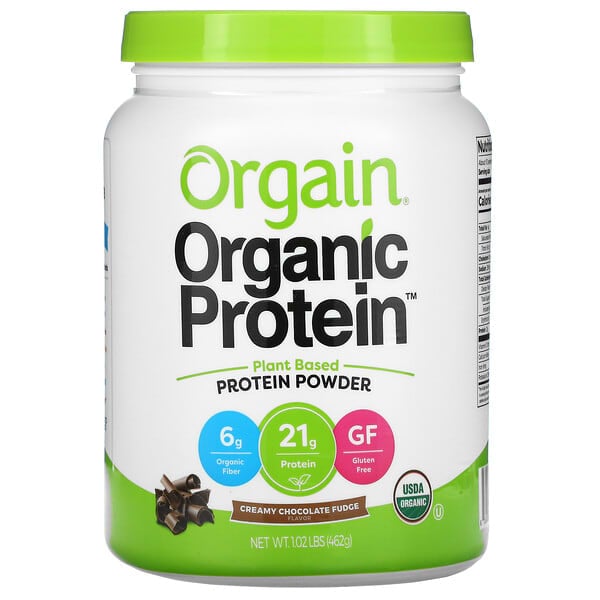 Orgain®
Organic
Protein™
Plant Based
PROTEIN POWDER
6g
Organic
Fiber
21g
Protein
GF
Gluten
Free
CREAMY CHOCOLATE FUDGE
FLAVOR
USDA
ORGANIC
U
NET WT. 1.02 LBS (462g)